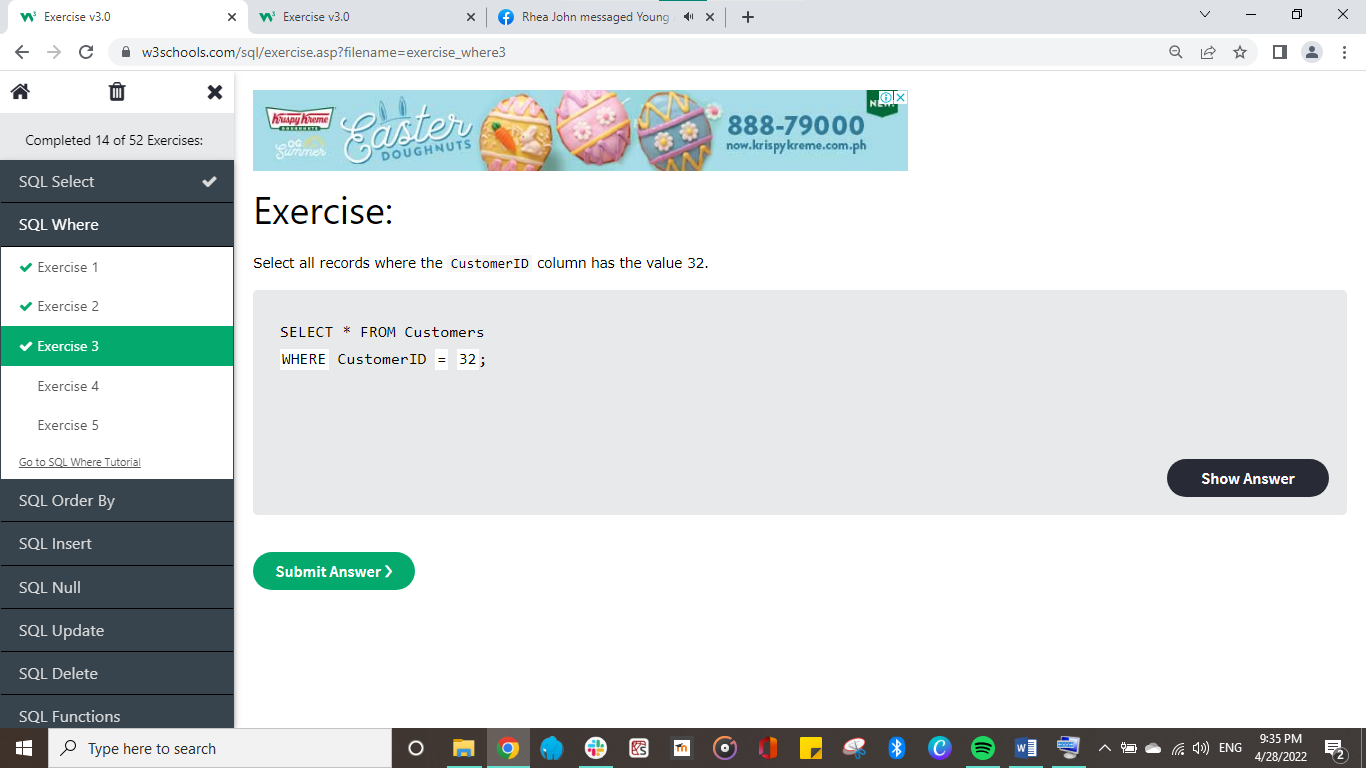 Exercise v3.0
Exercise v3.0
Rhea John messaged Young
w3schools.com/sql/exercise.asp?filename=exercise_where3
Completed 14 of 52 Exercises:
SQL Select
SQL Where
Exercise 1
Exercise 2
Exercise 3
Exercise 4
Exercise 5
Go to SQL Where Tutorial
SQL Order By
SQL Insert
SQL Null
SQL Update
SQL Delete
SQL Functions
Krispy Kreme
DOUGHNUTS
OG
Summer
Easter
DOUGHNUTS
888-79000
now.krispykreme.com.ph
Exercise:
Select all records where the CustomerID column has the value 32.
SELECT * FROM Customers
WHERE CustomerID = 32;
Show Answer
Submit Answer ❯
Type here to search
ENG
9:35 PM
4/28/2022
2